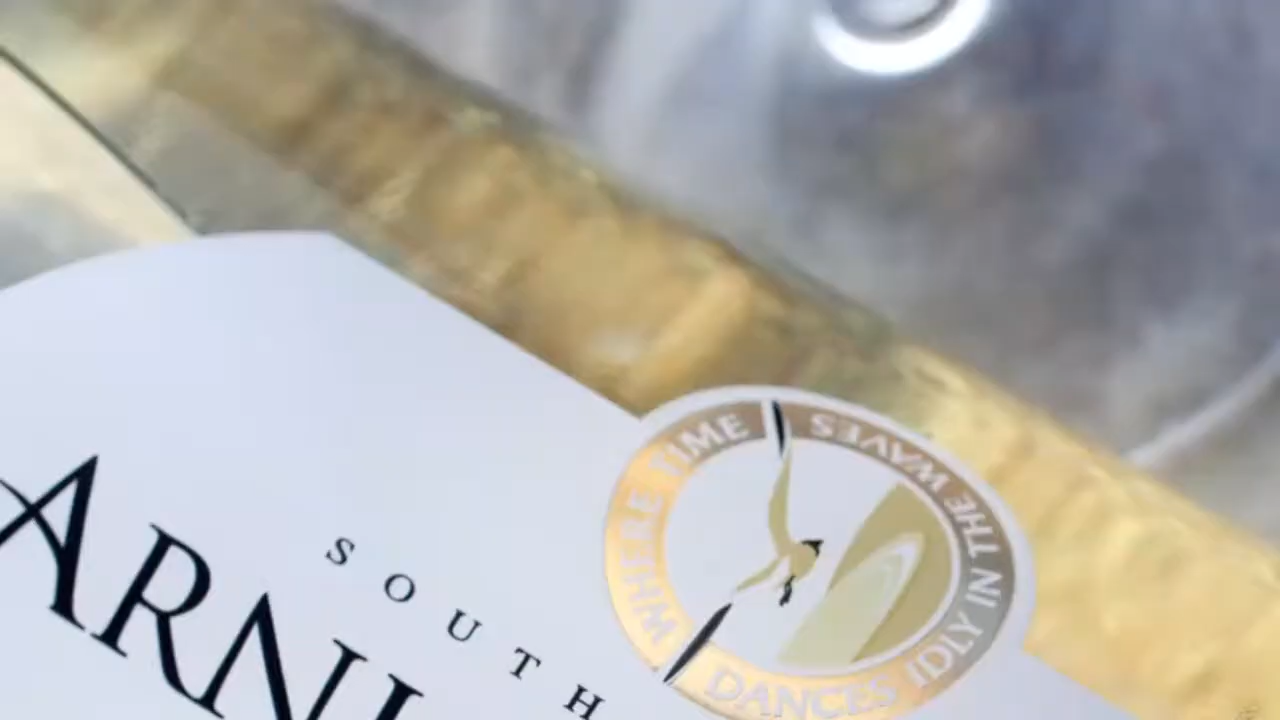 WHERE TIME
DANCES IDLY IN THE WAVES
SOUTH
ARNI